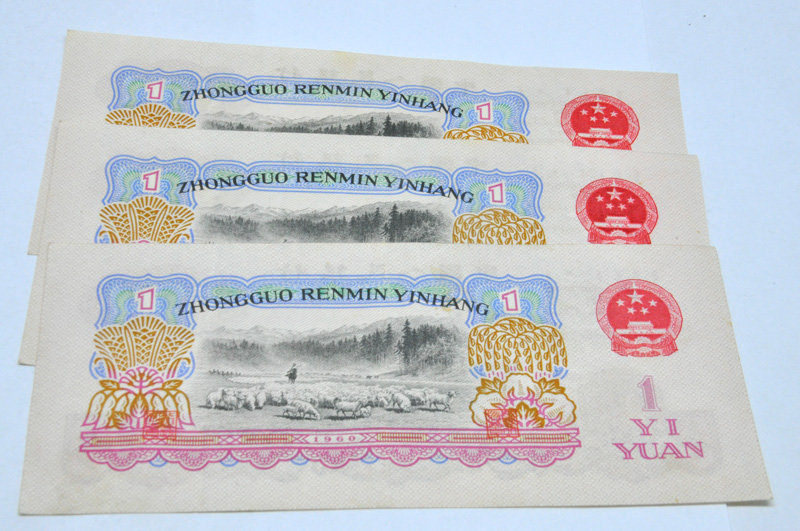 1 ZHONGGUO RENMIN YINHANG 1
1 ZHONGGUO RENMIN YINHANG 1
1 ZHONGGUO RENMIN YINHANG 1
1960
1
YI
YUAN